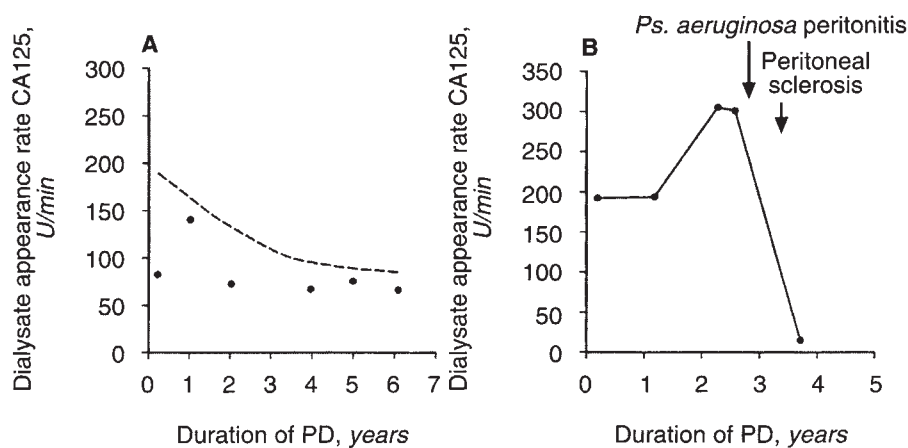 A
Dialysate appearance rate CA125,
U/min
300
250
200
150
100
50
0
0 1 2 3 4 5 6 7
Duration of PD, years
B
Ps. aeruginosa peritonitis
Peritoneal
sclerosis
Dialysate appearance rate CA125,
U/min
350
300
250
200
300
100
50
0
0 1 2 3 4 5
Duration of PD, years